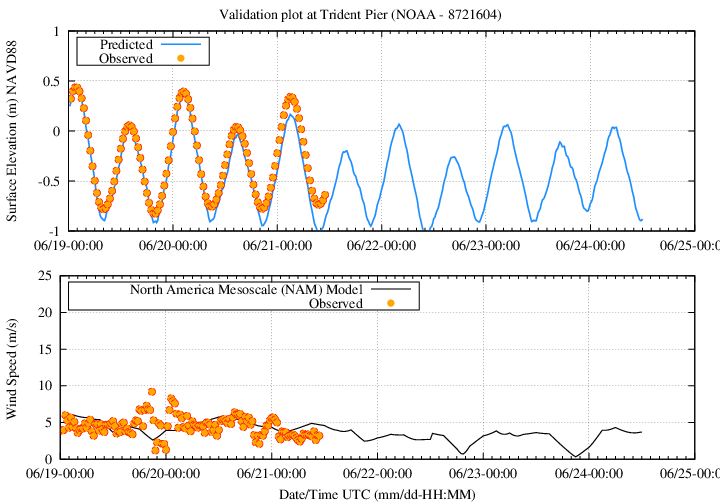 Validation plot at Trident Pier (NOAA - 8721604)
Surface Elevation (m) NAVD88
Predicted
Observed
1
0.5
0
-0.5
-1
06/19-00:00 06/20-00:00 06/21-00:00 06/22-00:00 06/23-00:00 06/24-00:00 06/25-00:00
Wind Speed (m/s)
North America Mesoscale (NAM) Model
Observed
25
20
15
10
5
0
06/19-00:00 06/20-00:00 06/21-00:00 06/22-00:00 06/23-00:00 06/24-00:00 06/25-00:00
Date/Time UTC (mm/dd-HH:MM)